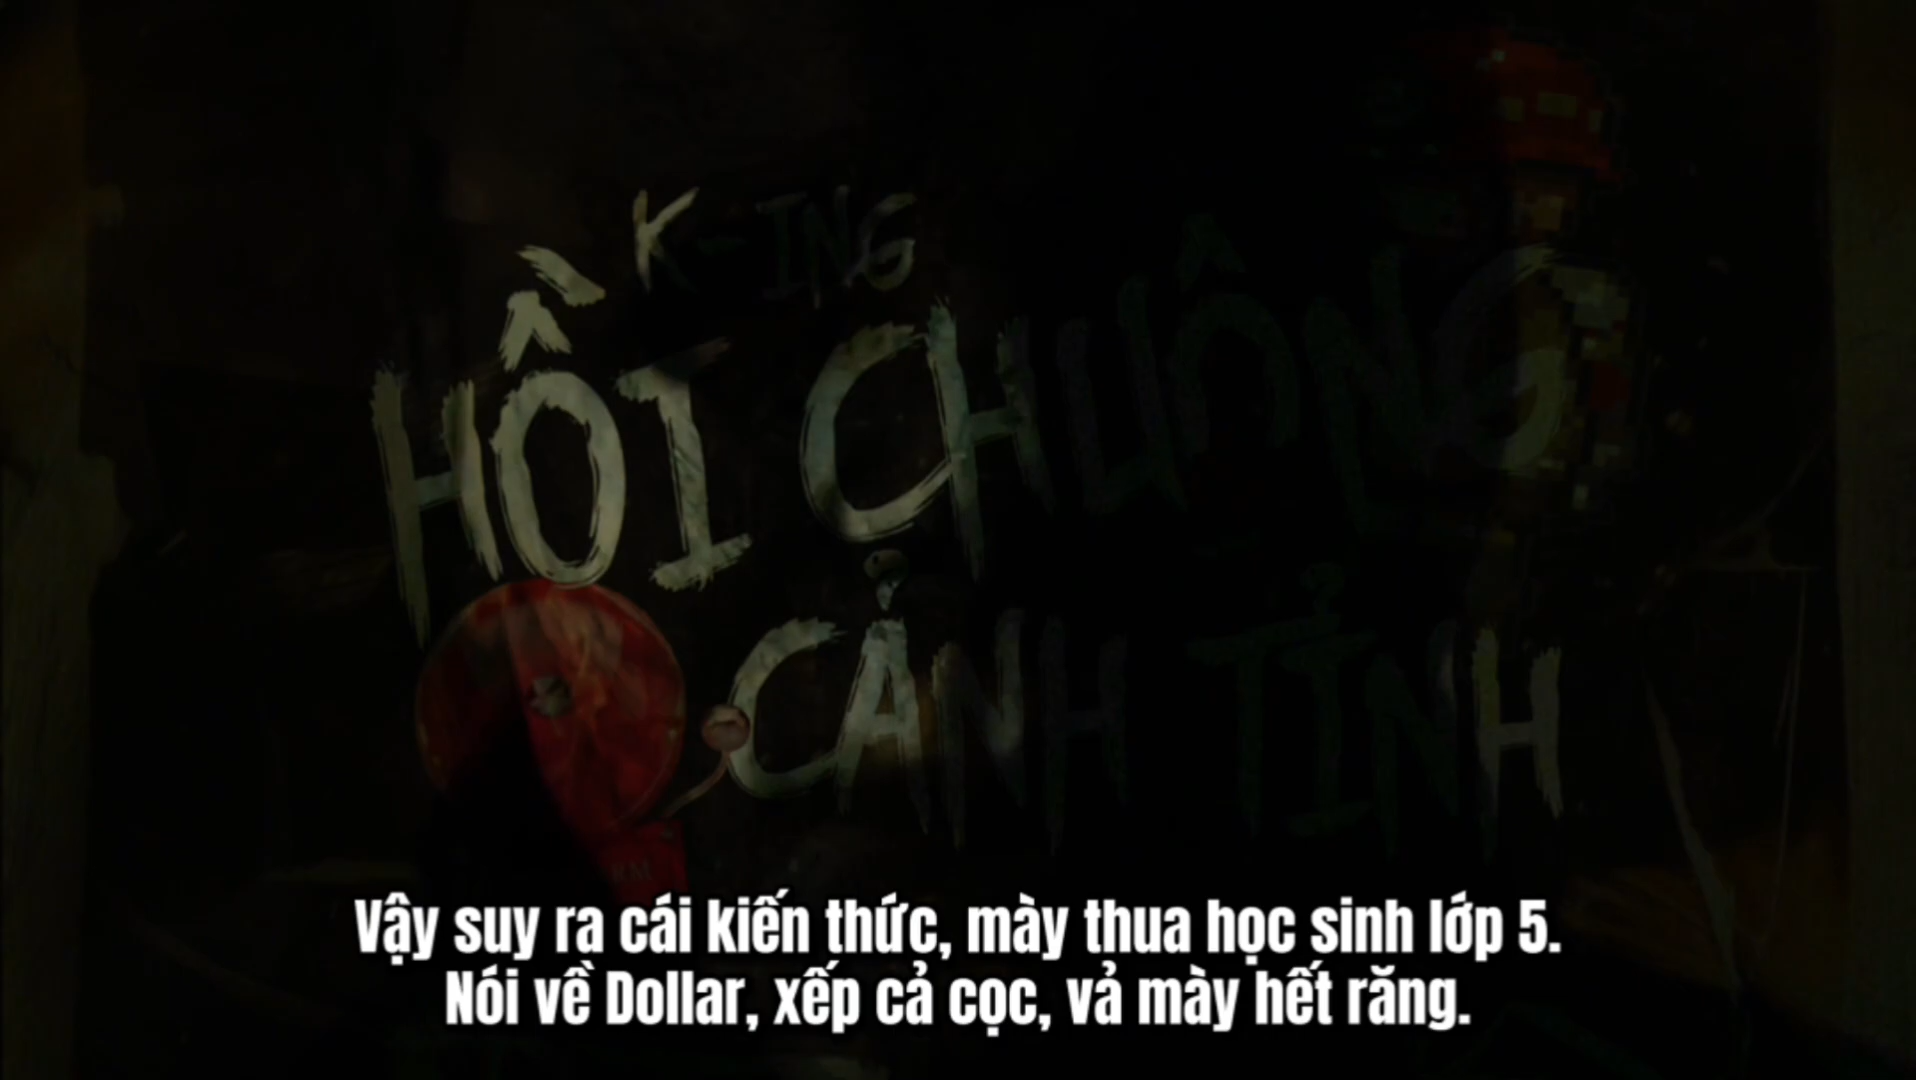 K-ING
HỒI CHUÔNG
CẢNH TỈNH
RM
Vậy suy ra cái kiến thức, mày thua học sinh lớp 5.
Nói về Dollar, xếp cả cọc, vả mày hết răng.